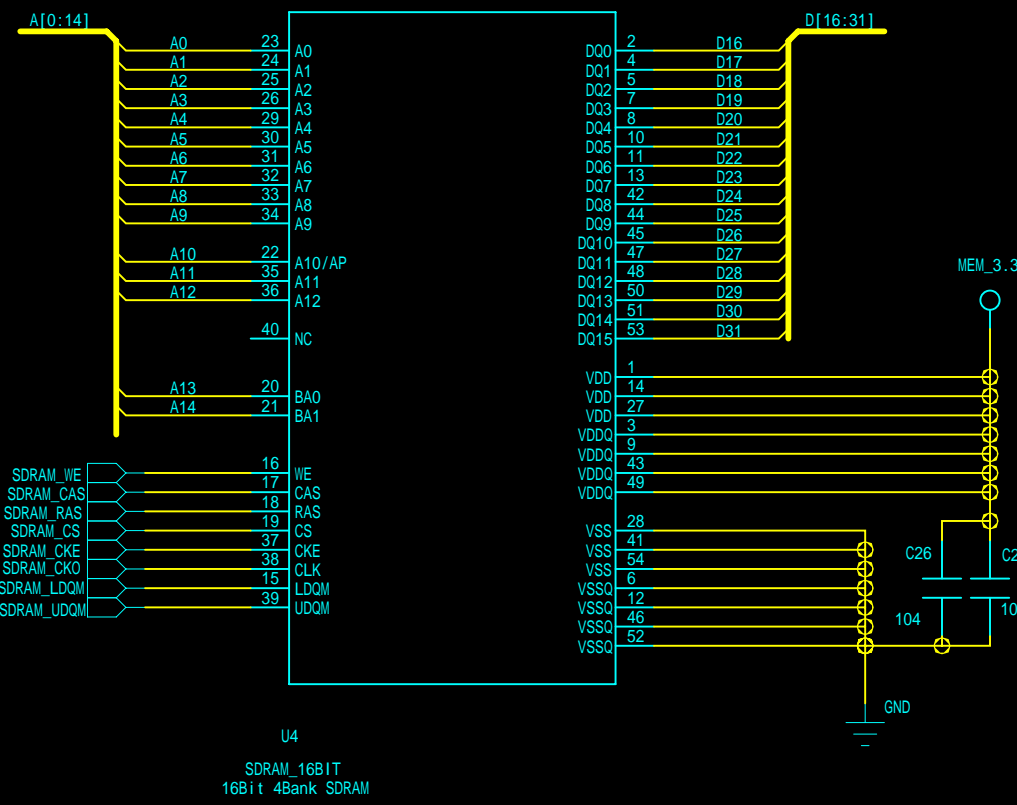 A[0:14]
D[16:31]
A0 23 A0
A1 24 A1
A2 25 A2
A3 26 A3
A4 29 A4
A5 30 A5
A6 31 A6
A7 32 A7
A8 33 A8
A9 34 A9
A10 22 A10/AP
A11 35 A11
A12 36 A12
40 NC
A13 20 BA0
A14 21 BA1
SDRAM_WE 16 WE
SDRAM_CAS 17 CAS
SDRAM_RAS 18 RAS
SDRAM_CS 19 CS
SDRAM_CKE 37 CKE
SDRAM_CKO 38 CLK
SDRAM_LDQM 15 LDQM
SDRAM_UDQM 39 UDQM
DQ0 2 D16
DQ1 4 D17
DQ2 5 D18
DQ3 7 D19
DQ4 8 D20
DQ5 10 D21
DQ6 11 D22
DQ7 13 D23
DQ8 42 D24
DQ9 44 D25
DQ10 45 D26
DQ11 47 D27
DQ12 48 D28
DQ13 50 D29
DQ14 51 D30
DQ15 53 D31
VDD 1
VDD 14
VDD 27
VDDQ 3
VDDQ 9
VDDQ 43
VDDQ 49
VSS 28
VSS 41
VSS 54
VSSQ 6
VSSQ 12
VSSQ 46
VSSQ 52
MEM_3.3
C26
104
C2
10
GND
U4
SDRAM_16BIT
16Bit 4Bank SDRAM